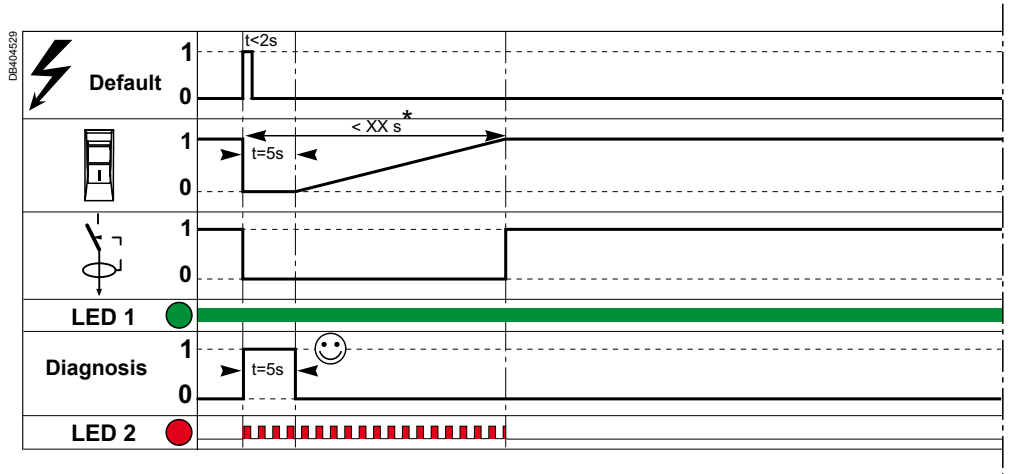 DB404529
t<2s
1
Default
0
< XX s*
1
t=5s
0
1
0
LED 1
1
Diagnosis
t=5s
0
LED 2